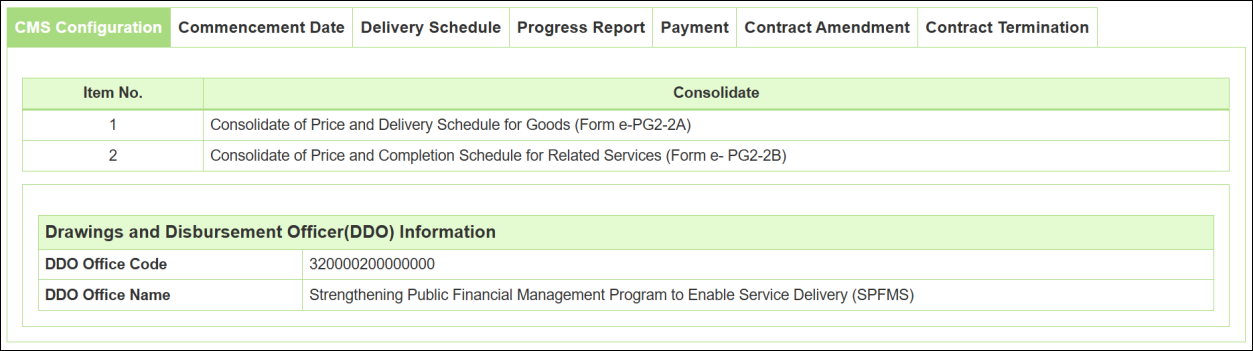 CMS Configuration Commencement Date Delivery Schedule Progress Report Payment Contract Amendment Contract Termination
Item No. Consolidate
1 Consolidate of Price and Delivery Schedule for Goods (Form e-PG2-2A)
2 Consolidate of Price and Completion Schedule for Related Services (Form e- PG2-2B)
Drawings and Disbursement Officer(DDO) Information
DDO Office Code 320000200000000
DDO Office Name Strengthening Public Financial Management Program to Enable Service Delivery (SPFMS)